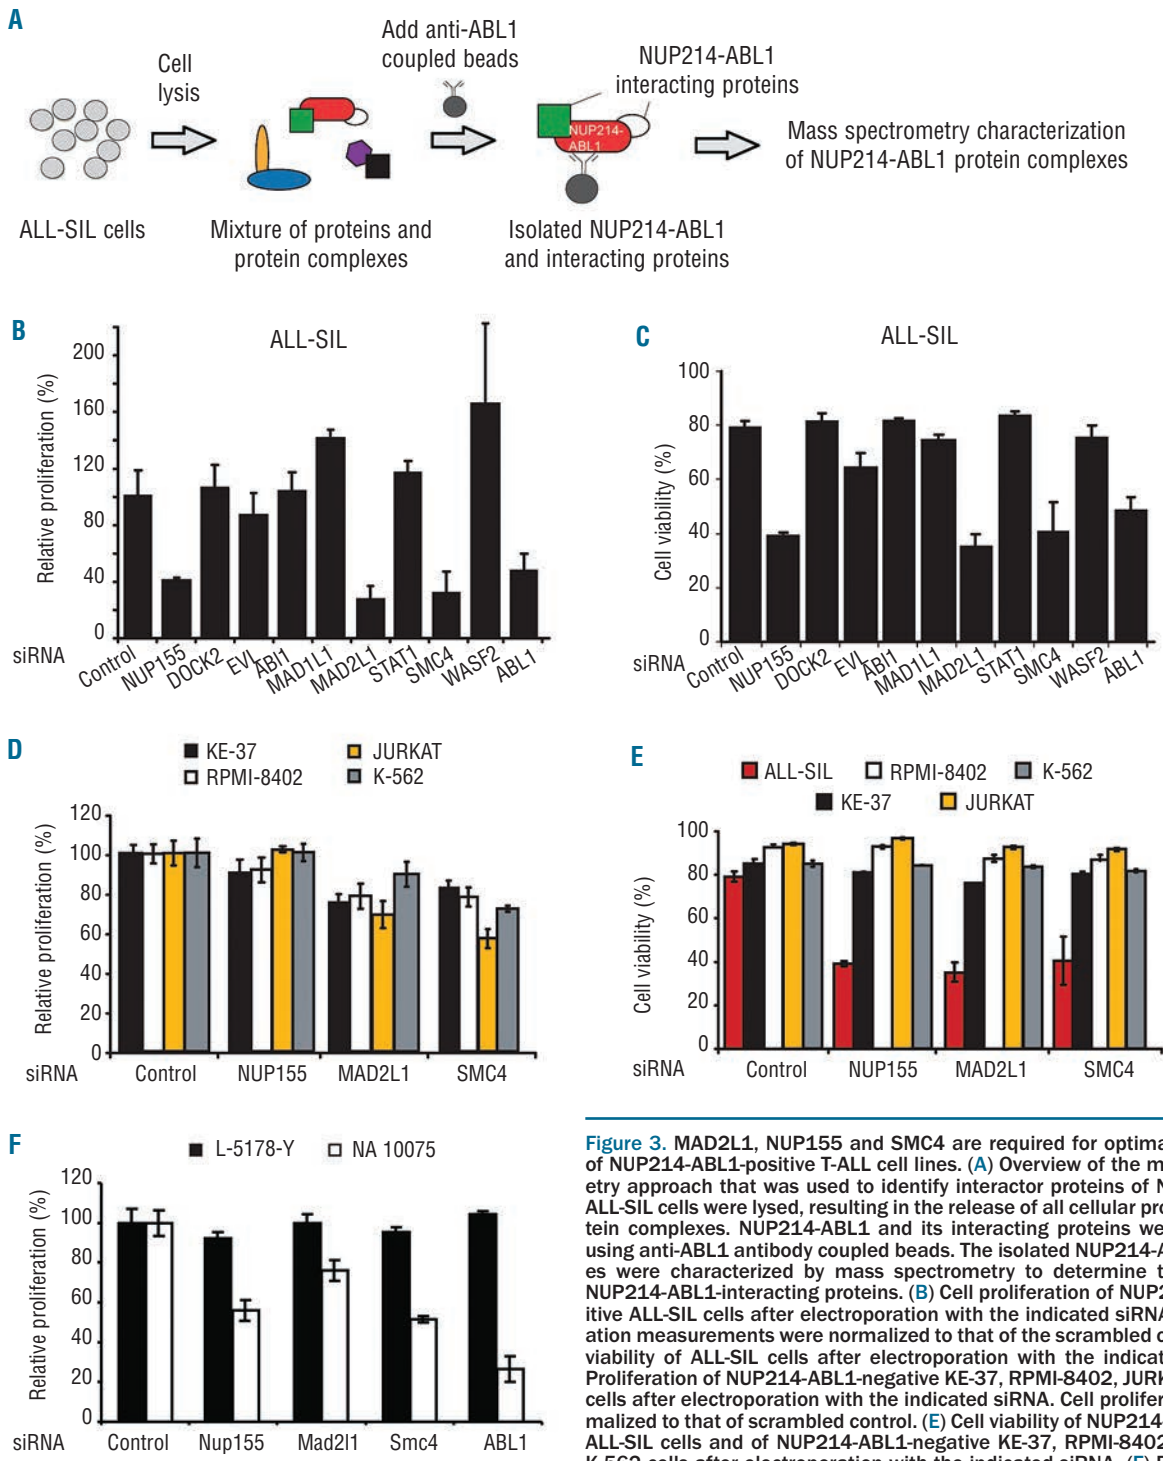 A
Cell
lysis
Add anti-ABL1
coupled beads
NUP214-ABL1
interacting proteins
NUP214-
ABL1
Mass spectrometry characterization
of NUP214-ABL1 protein complexes
ALL-SIL cells
Mixture of proteins and
protein complexes
Isolated NUP214-ABL1
and interacting proteins
B
ALL-SIL
Relative proliferation (%)
200
160
120
80
40
0
siRNA
Control
NUP155
DOCK2
EVL
ABI1
MAD1L1
MAD2L1
STAT1
SMC4
WASF2
ABL1
C
ALL-SIL
Cell viability (%)
100
80
60
40
20
0
siRNA
Control
NUP155
DOCK2
EVL
ABI1
MAD1L1
MAD2L1
STAT1
SMC4
WASF2
ABL1
D
KE-37
JURKAT
RPMI-8402
K-562
Relative proliferation (%)
120
100
80
60
40
20
0
siRNA
Control
NUP155
MAD2L1
SMC4
E
ALL-SIL
RPMI-8402
K-562
KE-37
JURKAT
Cell viability (%)
100
80
60
40
20
0
siRNA
Control
NUP155
MAD2L1
SMC4
F
L-5178-Y
NA 10075
Relative proliferation (%)
120
100
80
60
40
20
0
siRNA
Control
Nup155
Mad2l1
Smc4
ABL1
Figure 3. MAD2L1, NUP155 and SMC4 are required for optima
of NUP214-ABL1-positive T-ALL cell lines. (A) Overview of the m
etry approach that was used to identify interactor proteins of N
ALL-SIL cells were lysed, resulting in the release of all cellular pro
tein complexes. NUP214-ABL1 and its interacting proteins we
using anti-ABL1 antibody coupled beads. The isolated NUP214-A
es were characterized by mass spectrometry to determine t
NUP214-ABL1-interacting proteins. (B) Cell proliferation of NUP2
itive ALL-SIL cells after electroporation with the indicated siRNA
ation measurements were normalized to that of the scrambled c
viability of ALL-SIL cells after electroporation with the indicat
Proliferation of NUP214-ABL1-negative KE-37, RPMI-8402, JURK
cells after electroporation with the indicated siRNA. Cell prolifer
malized to that of scrambled control. (E) Cell viability of NUP214-
ALL-SIL cells and of NUP214-ABL1-negative KE-37, RPMI-8402
K-562 cells after electroporation with the indicated siRNA. (F)